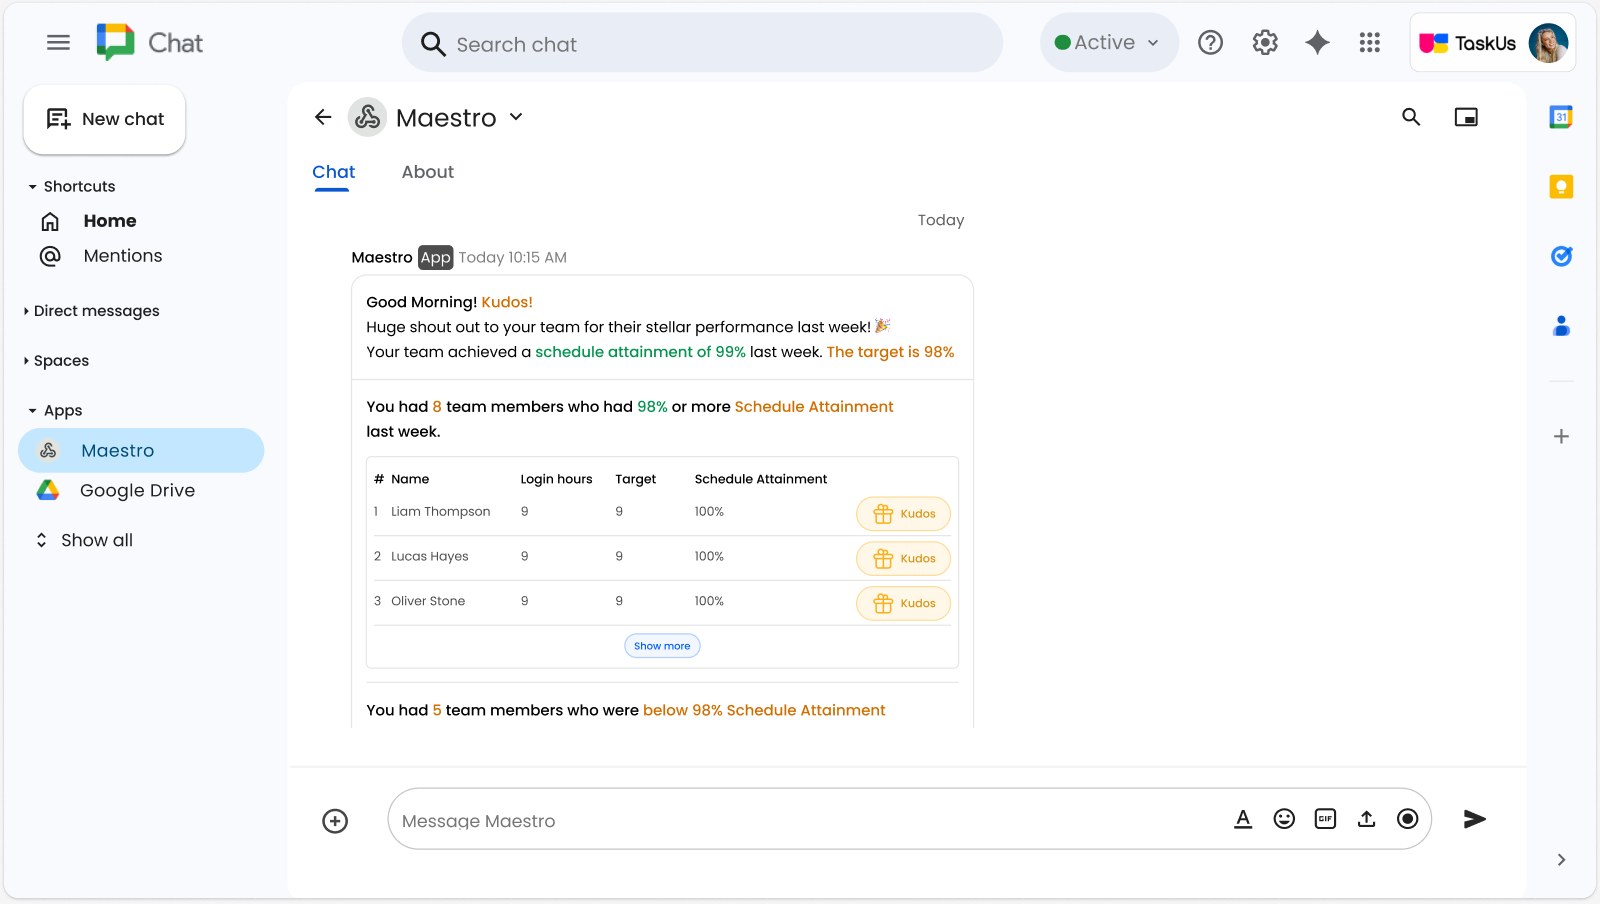 Chat
Search chat
Active
TaskUs
New chat
Shortcuts
Home
Mentions
Direct messages
Spaces
Apps
Maestro
Google Drive
Show all
Maestro
Chat About
Today
Maestro App Today 10:15 AM
Good Morning! Kudos!
Huge shout out to your team for their stellar performance last week! 🎉
Your team achieved a schedule attainment of 99% last week. The target is 98%
You had 8 team members who had 98% or more Schedule Attainment
last week.
# Name Login hours Target Schedule Attainment
1 Liam Thompson 9 9 100% Kudos
2 Lucas Hayes 9 9 100% Kudos
3 Oliver Stone 9 9 100% Kudos
Show more
You had 5 team members who were below 98% Schedule Attainment
Message Maestro
GIF
31